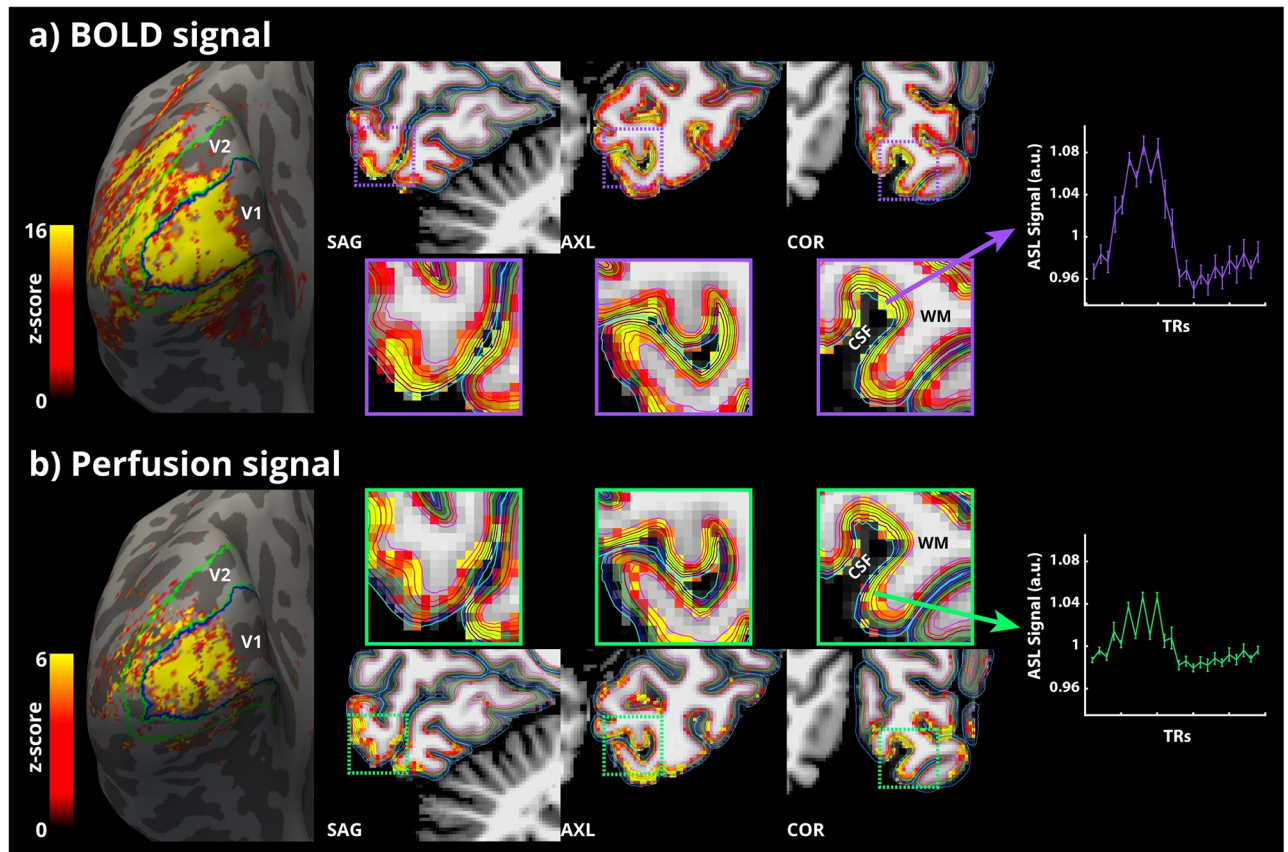 a) BOLD signal
V2
V1
16
z-score
0
SAG
AXL
COR
CSF
WM
ASL Signal (a.u.)
1.08
1.04
1
0.96
TRs
b) Perfusion signal
V2
V1
6
z-score
0
CSF
WM
SAG
AXL
COR
ASL Signal (a.u.)
1.08
1.04
1
0.96
TRs